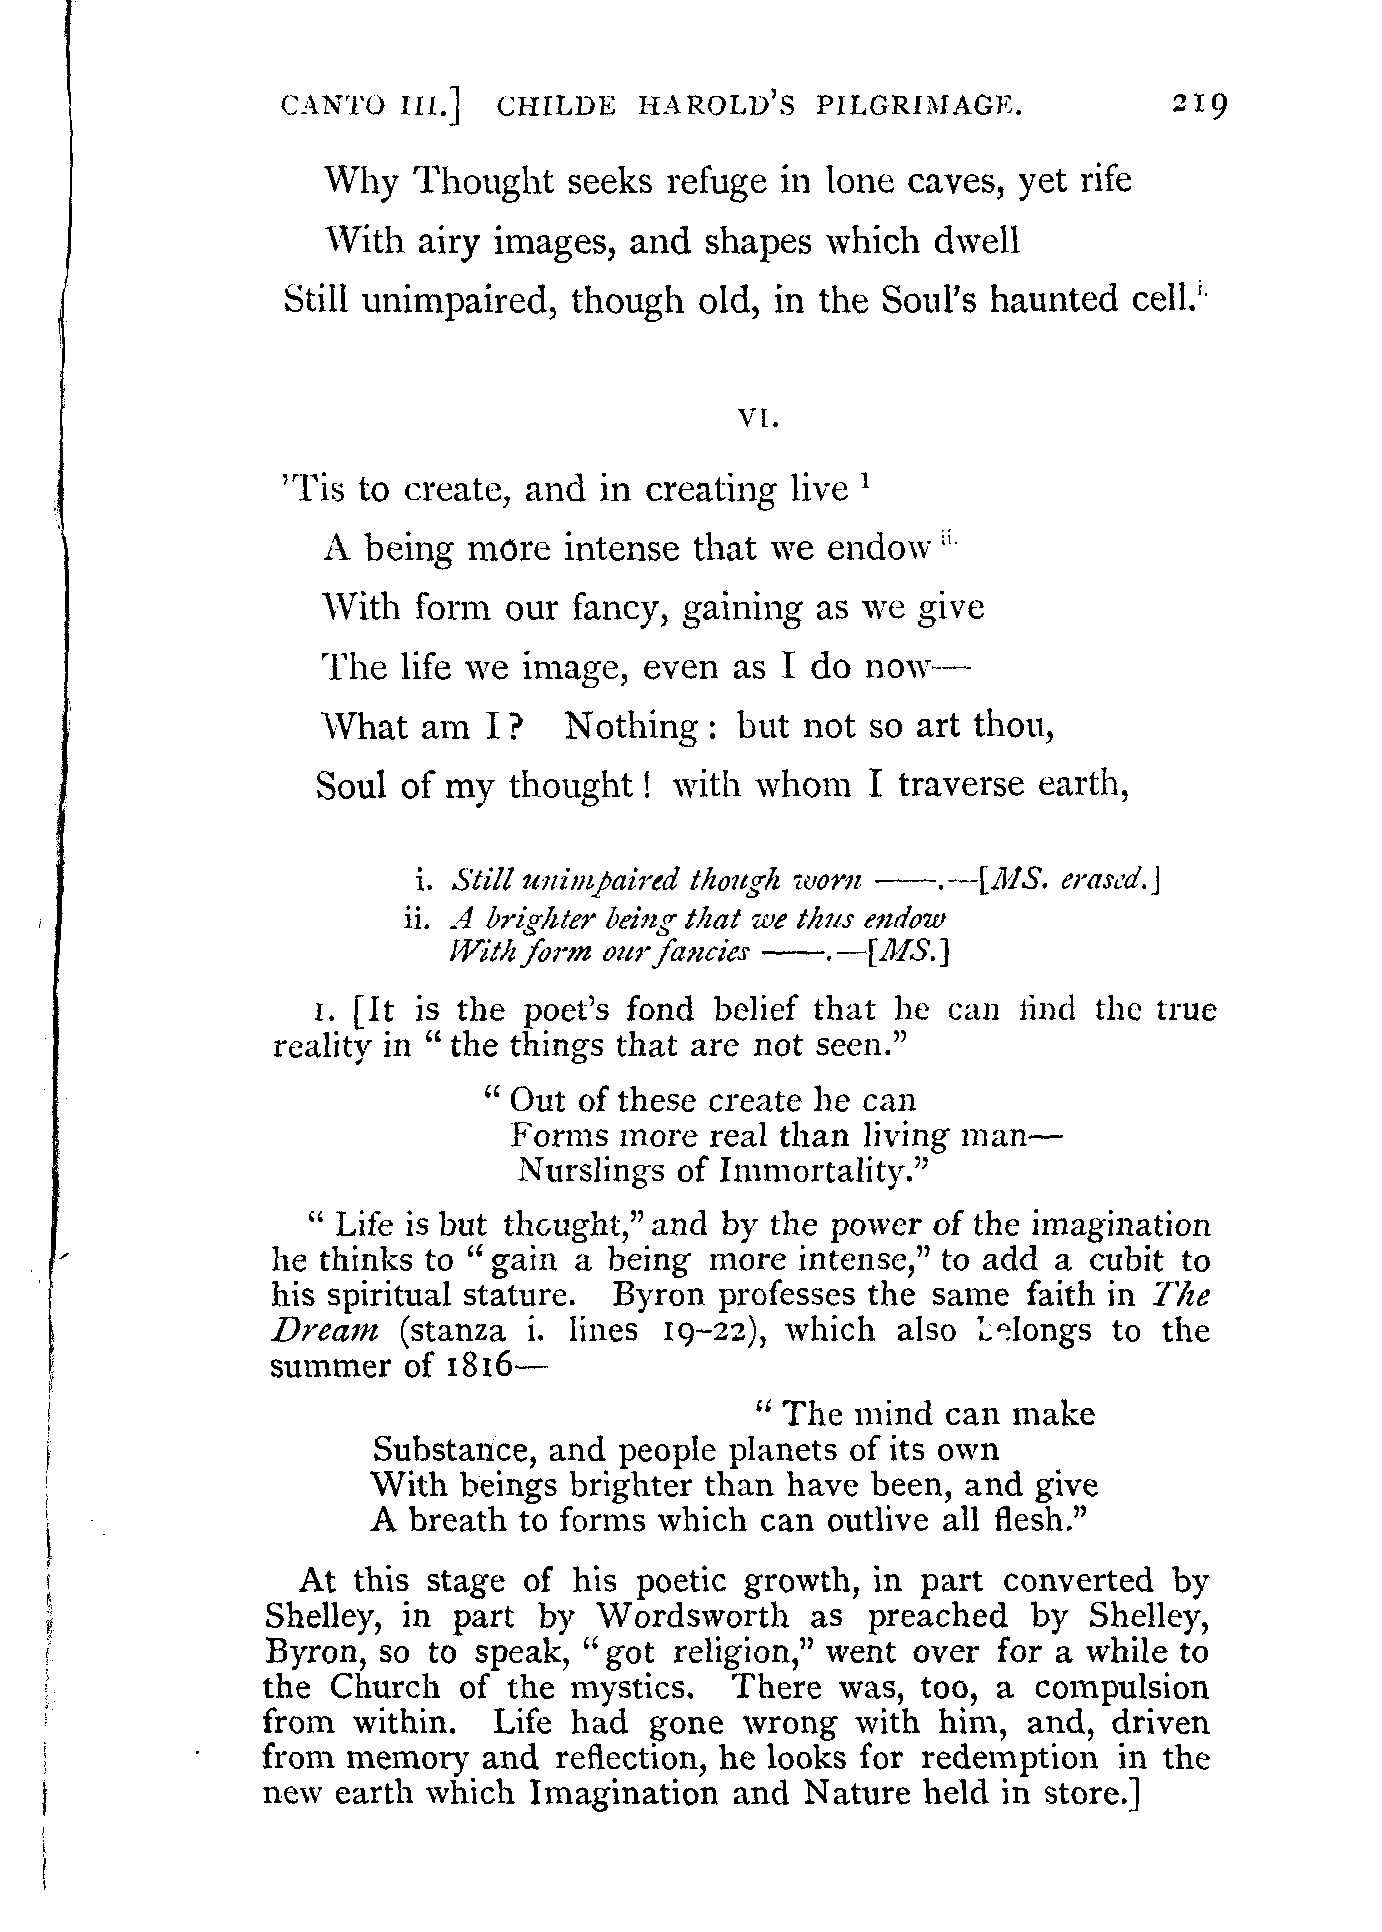 CANTO III.] CHILDE HAROLD'S PILGRIMAGE. 219
Why Thought seeks refuge in lone caves, yet rife
With airy images, and shapes which dwell
Still unimpaired, though old, in the Soul's haunted cell.i.
VI.
'Tis to create, and in creating live 1
A being more intense that we endow ii.
With form our fancy, gaining as we give
The life we image, even as I do now—
What am I? Nothing: but not so art thou,
Soul of my thought! with whom I traverse earth,
i. Still unimpaired though worn ——.—[MS. erased.]
ii. A brighter being that we thus endow
With form our fancies ——.—[MS.]
1. [It is the poet's fond belief that he can find the true
reality in "the things that are not seen."
"Out of these create he can
Forms more real than living man—
Nurslings of Immortality."
"Life is but thought," and by the power of the imagination
he thinks to "gain a being more intense," to add a cubit to
his spiritual stature. Byron professes the same faith in The
Dream (stanza i. lines 19–22), which also belongs to the
summer of 1816—
"The mind can make
Substance, and people planets of its own
With beings brighter than have been, and give
A breath to forms which can outlive all flesh."
At this stage of his poetic growth, in part converted by
Shelley, in part by Wordsworth as preached by Shelley,
Byron, so to speak, "got religion," went over for a while to
the Church of the mystics. There was, too, a compulsion
from within. Life had gone wrong with him, and, driven
from memory and reflection, he looks for redemption in the
new earth which Imagination and Nature held in store.]